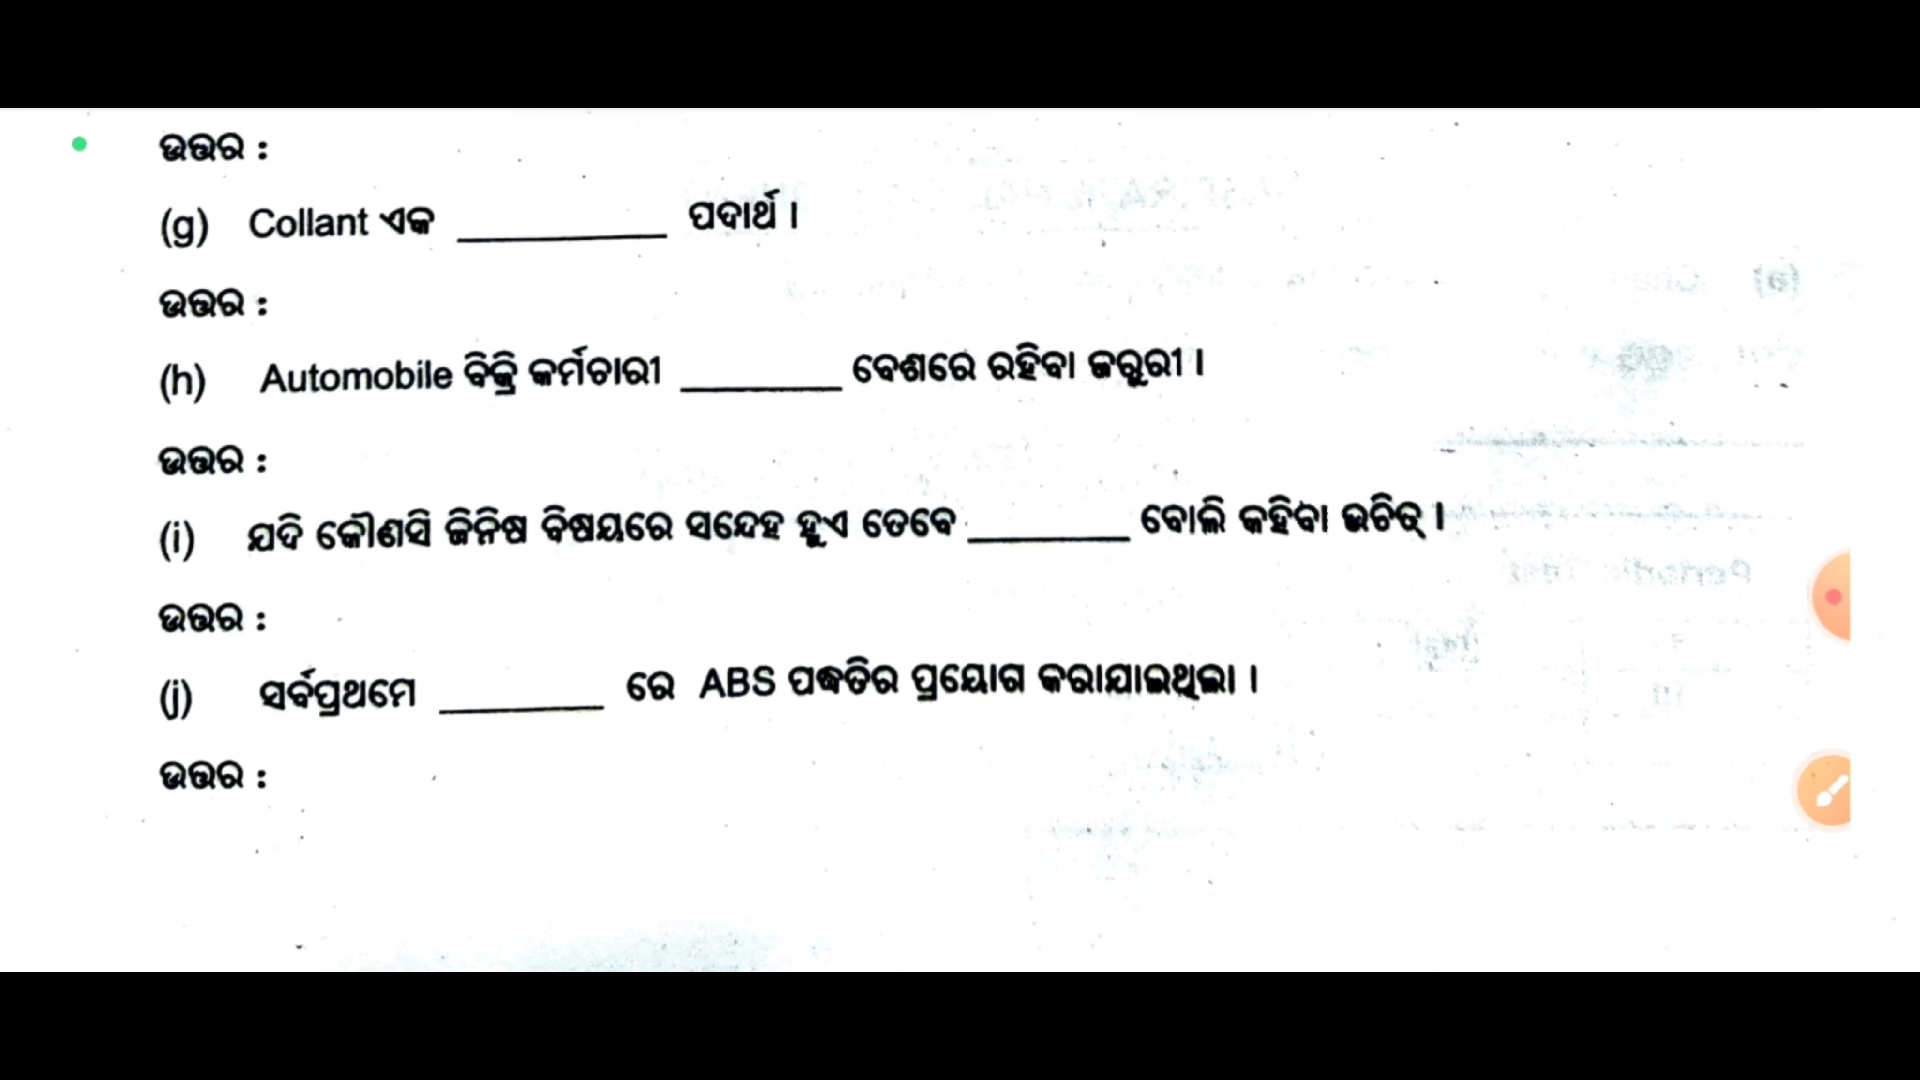 ଉତ୍ତର :
(g) Collant ଏକ __________ ପଦାର୍ଥ ।
ଉତ୍ତର :
(h) Automobile ବିକ୍ରି କର୍ମଚାରୀ ________ ବେଶରେ ରହିବା ଜରୁରୀ ।
ଉତ୍ତର :
(i) ଯଦି କୌଣସି ଜିନିଷ ବିଷୟରେ ସନ୍ଦେହ ହୁଏ ତେବେ ________ ବୋଲି କହିବା ଉଚିତ୍ ।
ଉତ୍ତର :
(j) ସର୍ବପ୍ରଥମେ ________ ରେ ABS ପଦ୍ଧତିର ପ୍ରୟୋଗ କରାଯାଇଥିଲା ।
ଉତ୍ତର :